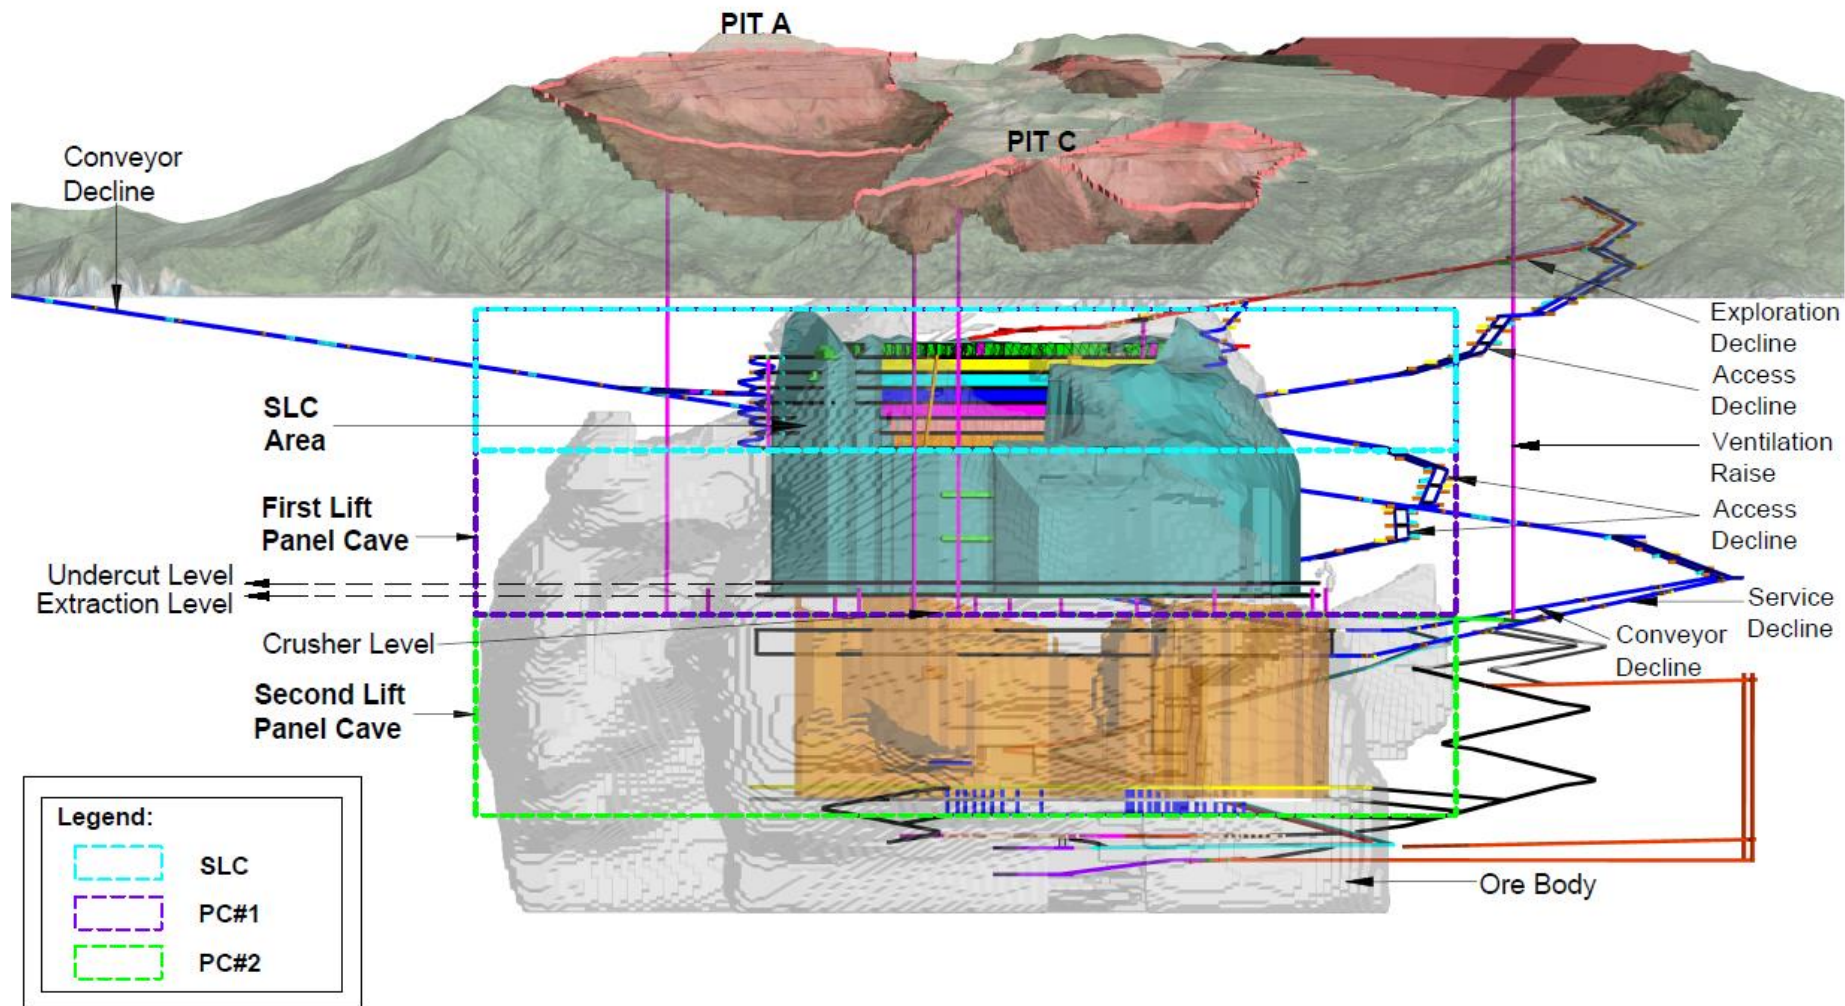 PIT A
PIT C
Conveyor
Decline
Exploration
Decline
Access
Decline
SLC
Area
Ventilation
Raise
First Lift
Panel Cave
Access
Decline
Undercut Level
Extraction Level
Service
Decline
Crusher Level
Conveyor
Decline
Second Lift
Panel Cave
Ore Body
Legend:
SLC
PC#1
PC#2